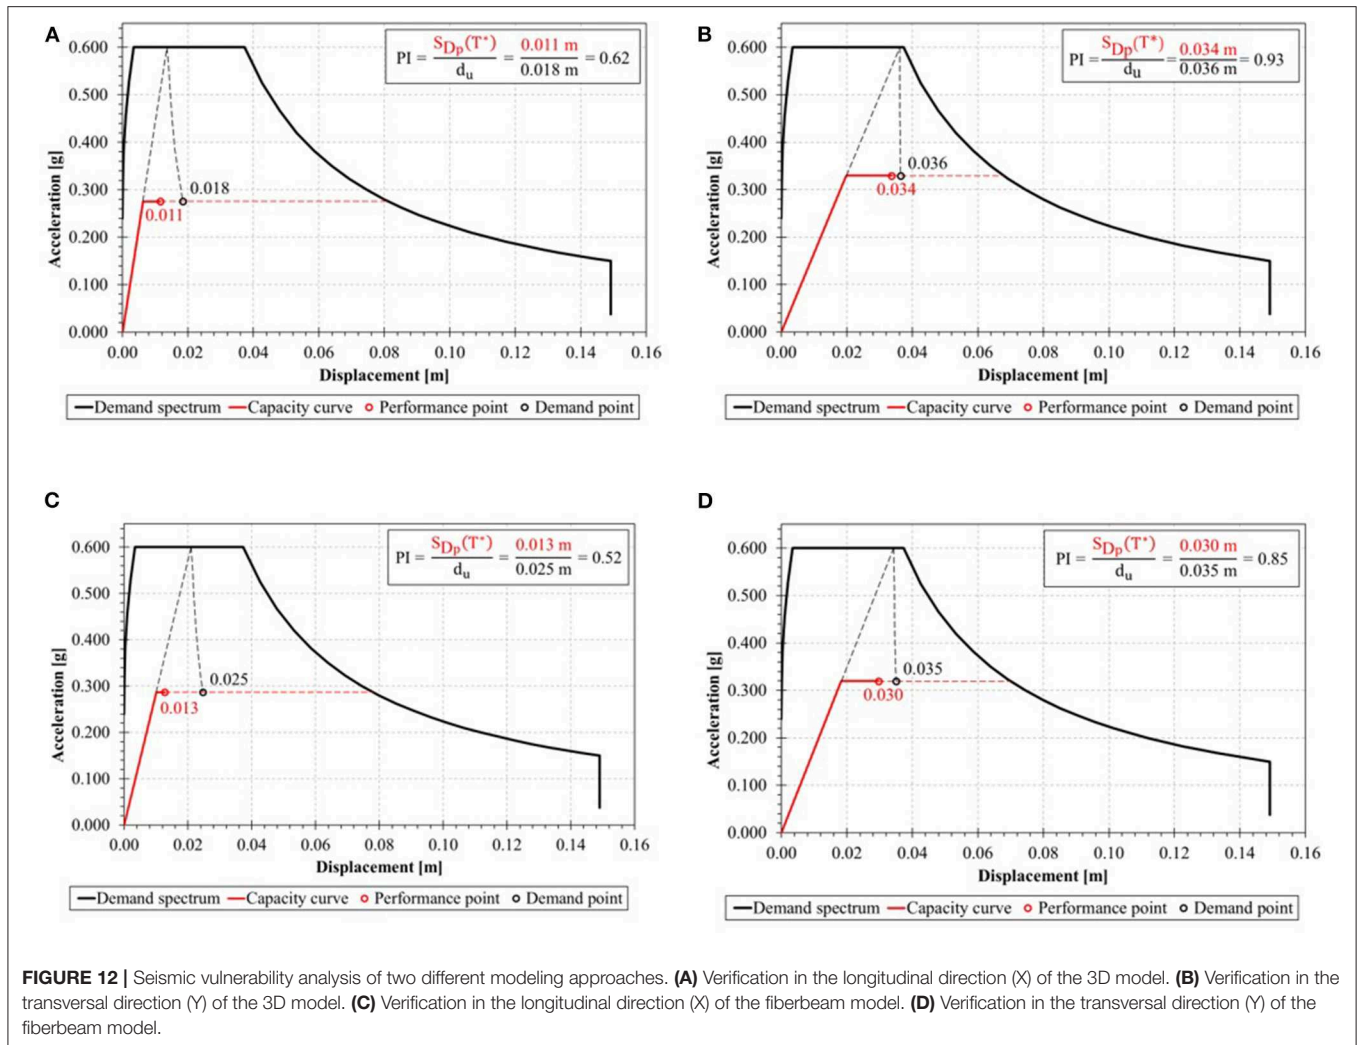 A
PI = S_Dp(T*) / d_u = 0.011 m / 0.018 m = 0.62
0.600
0.500
0.400
0.300
0.200
0.100
0.000
Acceleration [g]
0.018
0.011
0.00 0.02 0.04 0.06 0.08 0.10 0.12 0.14 0.16
Displacement [m]
Demand spectrum Capacity curve Performance point Demand point
B
PI = S_Dp(T*) / d_u = 0.034 m / 0.036 m = 0.93
0.600
0.500
0.400
0.300
0.200
0.100
0.000
Acceleration [g]
0.036
0.034
0.00 0.02 0.04 0.06 0.08 0.10 0.12 0.14 0.16
Displacement [m]
Demand spectrum Capacity curve Performance point Demand point
C
PI = S_Dp(T*) / d_u = 0.013 m / 0.025 m = 0.52
0.600
0.500
0.400
0.300
0.200
0.100
0.000
Acceleration [g]
0.025
0.013
0.00 0.02 0.04 0.06 0.08 0.10 0.12 0.14 0.16
Displacement [m]
Demand spectrum Capacity curve Performance point Demand point
D
PI = S_Dp(T*) / d_u = 0.030 m / 0.035 m = 0.85
0.600
0.500
0.400
0.300
0.200
0.100
0.000
Acceleration [g]
0.035
0.030
0.00 0.02 0.04 0.06 0.08 0.10 0.12 0.14 0.16
Displacement [m]
Demand spectrum Capacity curve Performance point Demand point
FIGURE 12 | Seismic vulnerability analysis of two different modeling approaches. (A) Verification in the longitudinal direction (X) of the 3D model. (B) Verification in the
transversal direction (Y) of the 3D model. (C) Verification in the longitudinal direction (X) of the fiberbeam model. (D) Verification in the transversal direction (Y) of the
fiberbeam model.